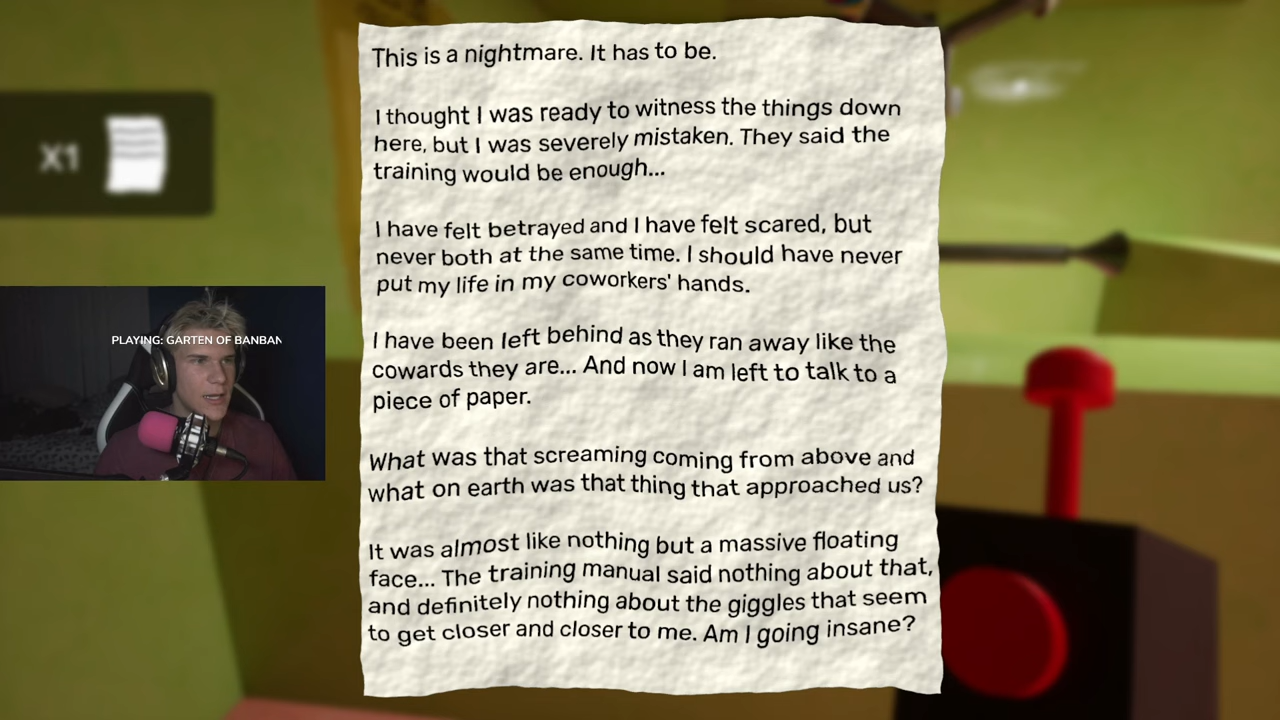 This is a nightmare. It has to be.
I thought I was ready to witness the things down
here, but I was severely mistaken. They said the
training would be enough...
I have felt betrayed and I have felt scared, but
never both at the same time. I should have never
put my life in my coworkers' hands.
I have been left behind as they ran away like the
cowards they are... And now I am left to talk to a
piece of paper.
What was that screaming coming from above and
what on earth was that thing that approached us?
It was almost like nothing but a massive floating
face... The training manual said nothing about that,
and definitely nothing about the giggles that seem
to get closer and closer to me. Am I going insane?
X1
PLAYING: GARTEN OF BANBAN